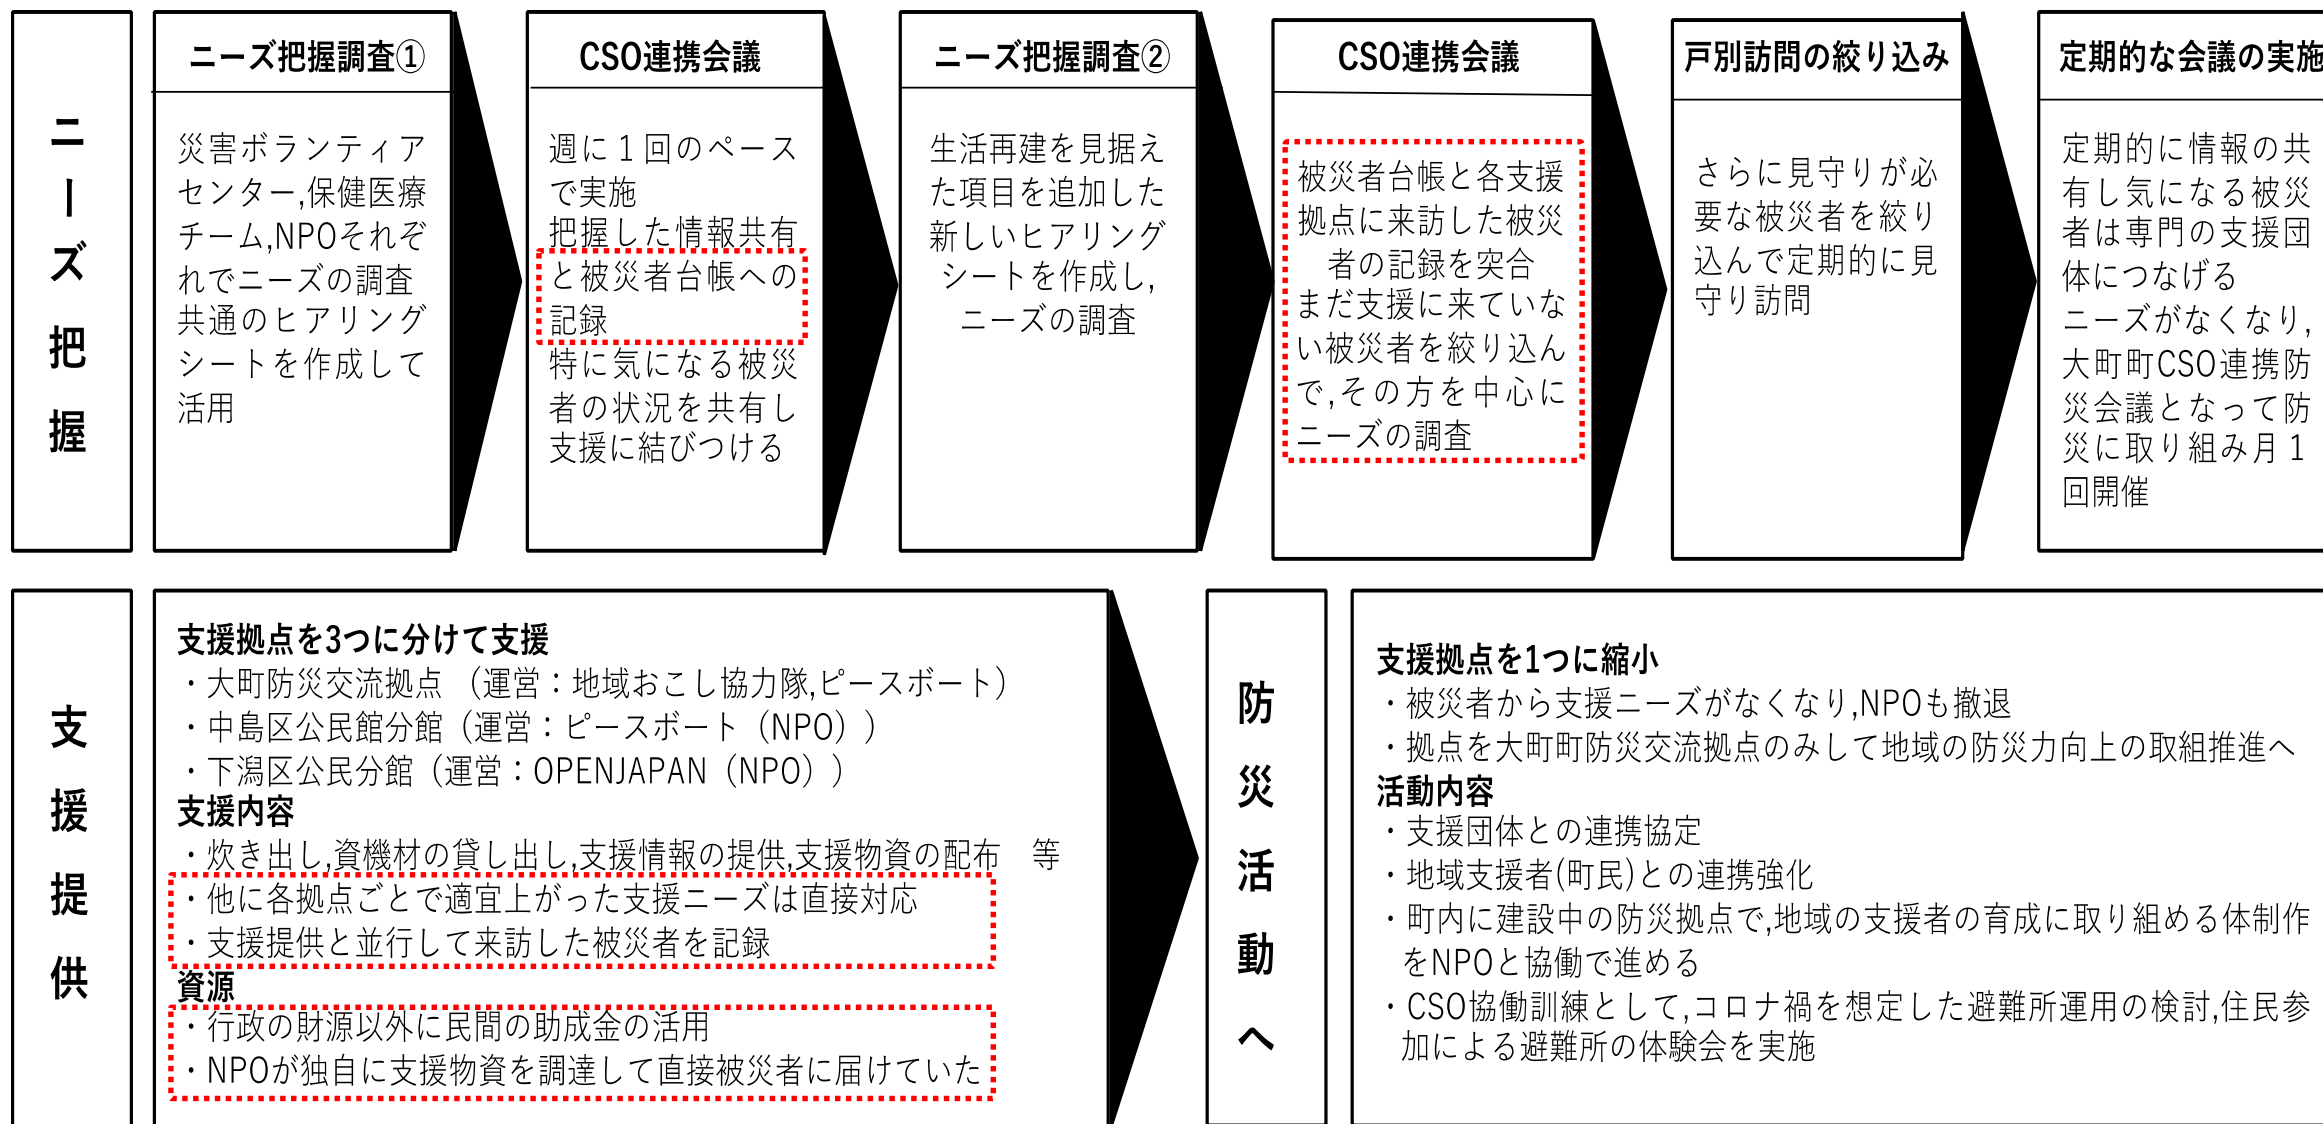 ニーズ把握
ニーズ把握調査①
災害ボランティア
センター,保健医療
チーム,NPOそれぞ
れでニーズの調査
共通のヒアリング
シートを作成して
活用
CSO連携会議
週に１回のペース
で実施
把握した情報共有
と被災者台帳への
記録
特に気になる被災
者の状況を共有し
支援に結びつける
ニーズ把握調査②
生活再建を見据え
た項目を追加した
新しいヒアリング
シートを作成し,
ニーズの調査
CSO連携会議
被災者台帳と各支援
拠点に来訪した被災
者の記録を突合
まだ支援に来ていな
い被災者を絞り込ん
で,その方を中心に
ニーズの調査
戸別訪問の絞り込み
さらに見守りが必
要な被災者を絞り
込んで定期的に見
守り訪問
定期的な会議の実施
定期的に情報の共
有し気になる被災
者は専門の支援団
体につなげる
ニーズがなくなり,
大町町CSO連携防
災会議となって防
災に取り組み月１
回開催
支援提供
支援拠点を3つに分けて支援
・大町防災交流拠点 （運営：地域おこし協力隊,ピースボート）
・中島区公民館分館（運営：ピースボート（NPO））
・下潟区公民分館（運営：OPENJAPAN（NPO））
支援内容
・炊き出し,資機材の貸し出し,支援情報の提供,支援物資の配布　等
・他に各拠点ごとで適宜上がった支援ニーズは直接対応
・支援提供と並行して来訪した被災者を記録
資源
・行政の財源以外に民間の助成金の活用
・NPOが独自に支援物資を調達して直接被災者に届けていた
防災活動へ
支援拠点を1つに縮小
・被災者から支援ニーズがなくなり,NPOも撤退
・拠点を大町町防災交流拠点のみして地域の防災力向上の取組推進へ
活動内容
・支援団体との連携協定
・地域支援者(町民)との連携強化
・町内に建設中の防災拠点で,地域の支援者の育成に取り組める体制作
をNPOと協働で進める
・CSO協働訓練として,コロナ禍を想定した避難所運用の検討,住民参
加による避難所の体験会を実施